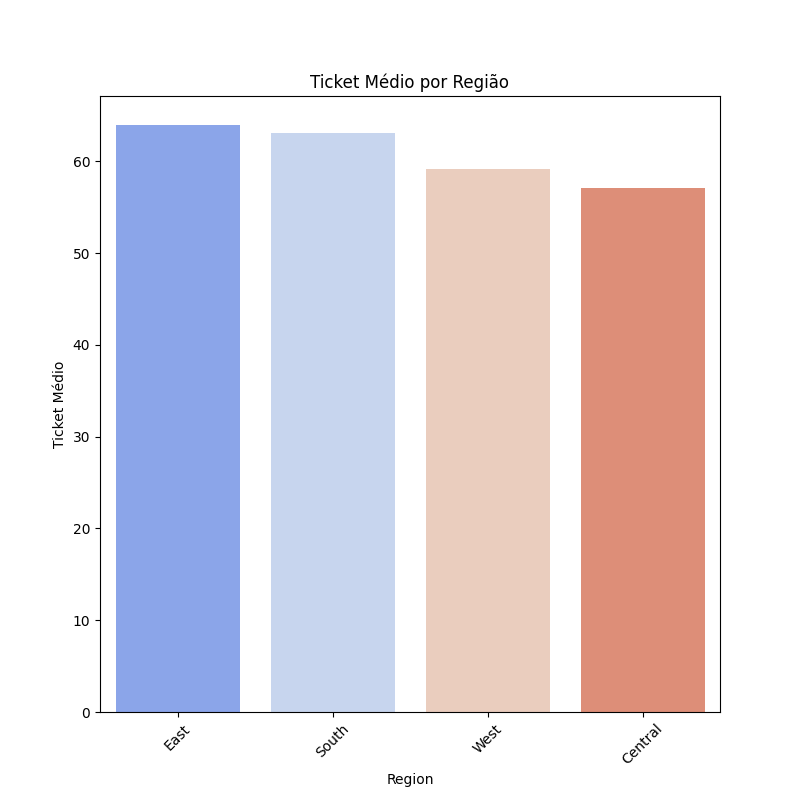 Ticket Médio por Região
Ticket Médio
60
50
40
30
20
10
0
East
South
West
Central
Region